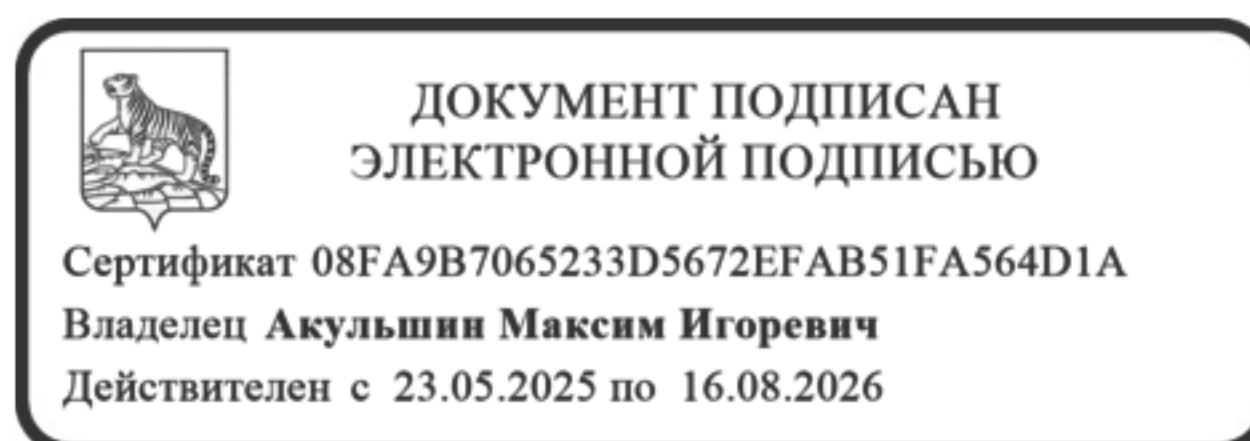 ДОКУМЕНТ ПОДПИСАН
ЭЛЕКТРОННОЙ ПОДПИСЬЮ
Сертификат 08FA9B7065233D5672EFAB51FA564D1A
Владелец Акульшин Максим Игоревич
Действителен с 23.05.2025 по 16.08.2026